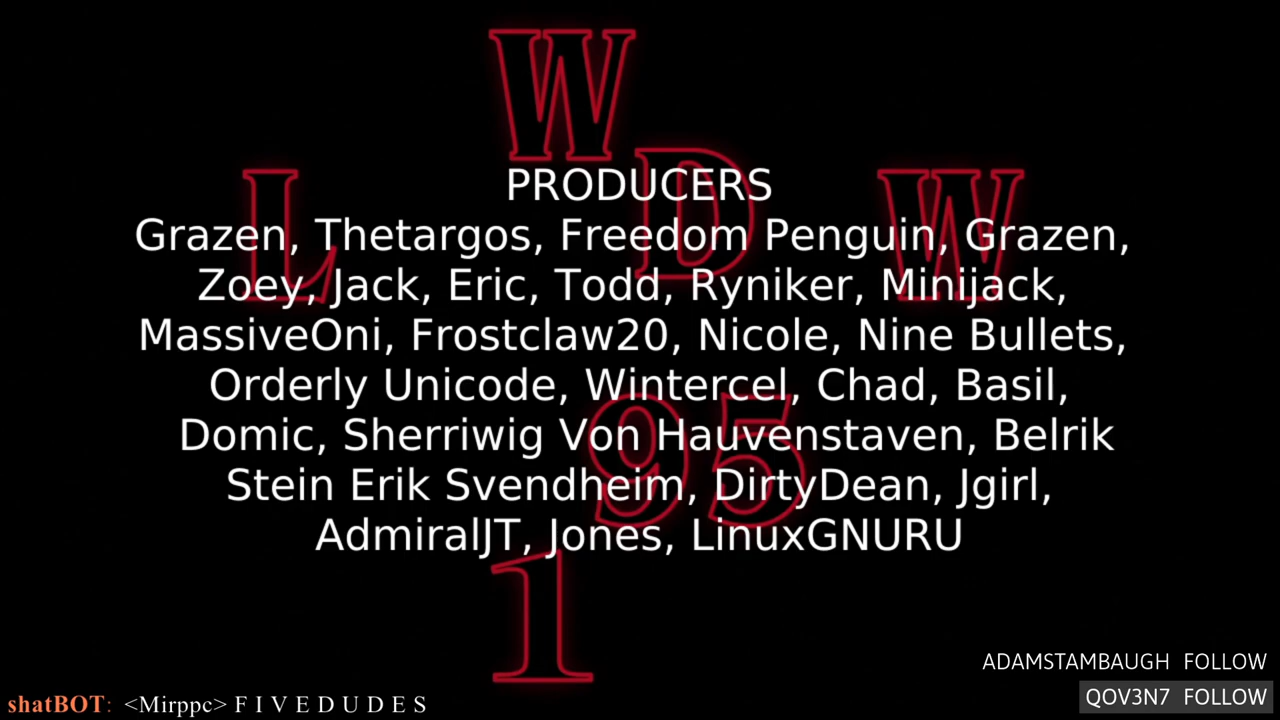 W
L D W
PRODUCERS
Grazen, Thetargos, Freedom Penguin, Grazen,
Zoey, Jack, Eric, Todd, Ryniker, Minijack,
MassiveOni, Frostclaw20, Nicole, Nine Bullets,
Orderly Unicode, Wintercel, Chad, Basil,
Domic, Sherriwig Von Hauvenstaven, Belrik
Stein Erik Svendheim, DirtyDean, Jgirl,
AdmiralJT, Jones, LinuxGNURU
95
1
ADAMSTAMBAUGH FOLLOW
QOV3N7 FOLLOW
shatBOT: <Mirppc> F I V E D U D E S